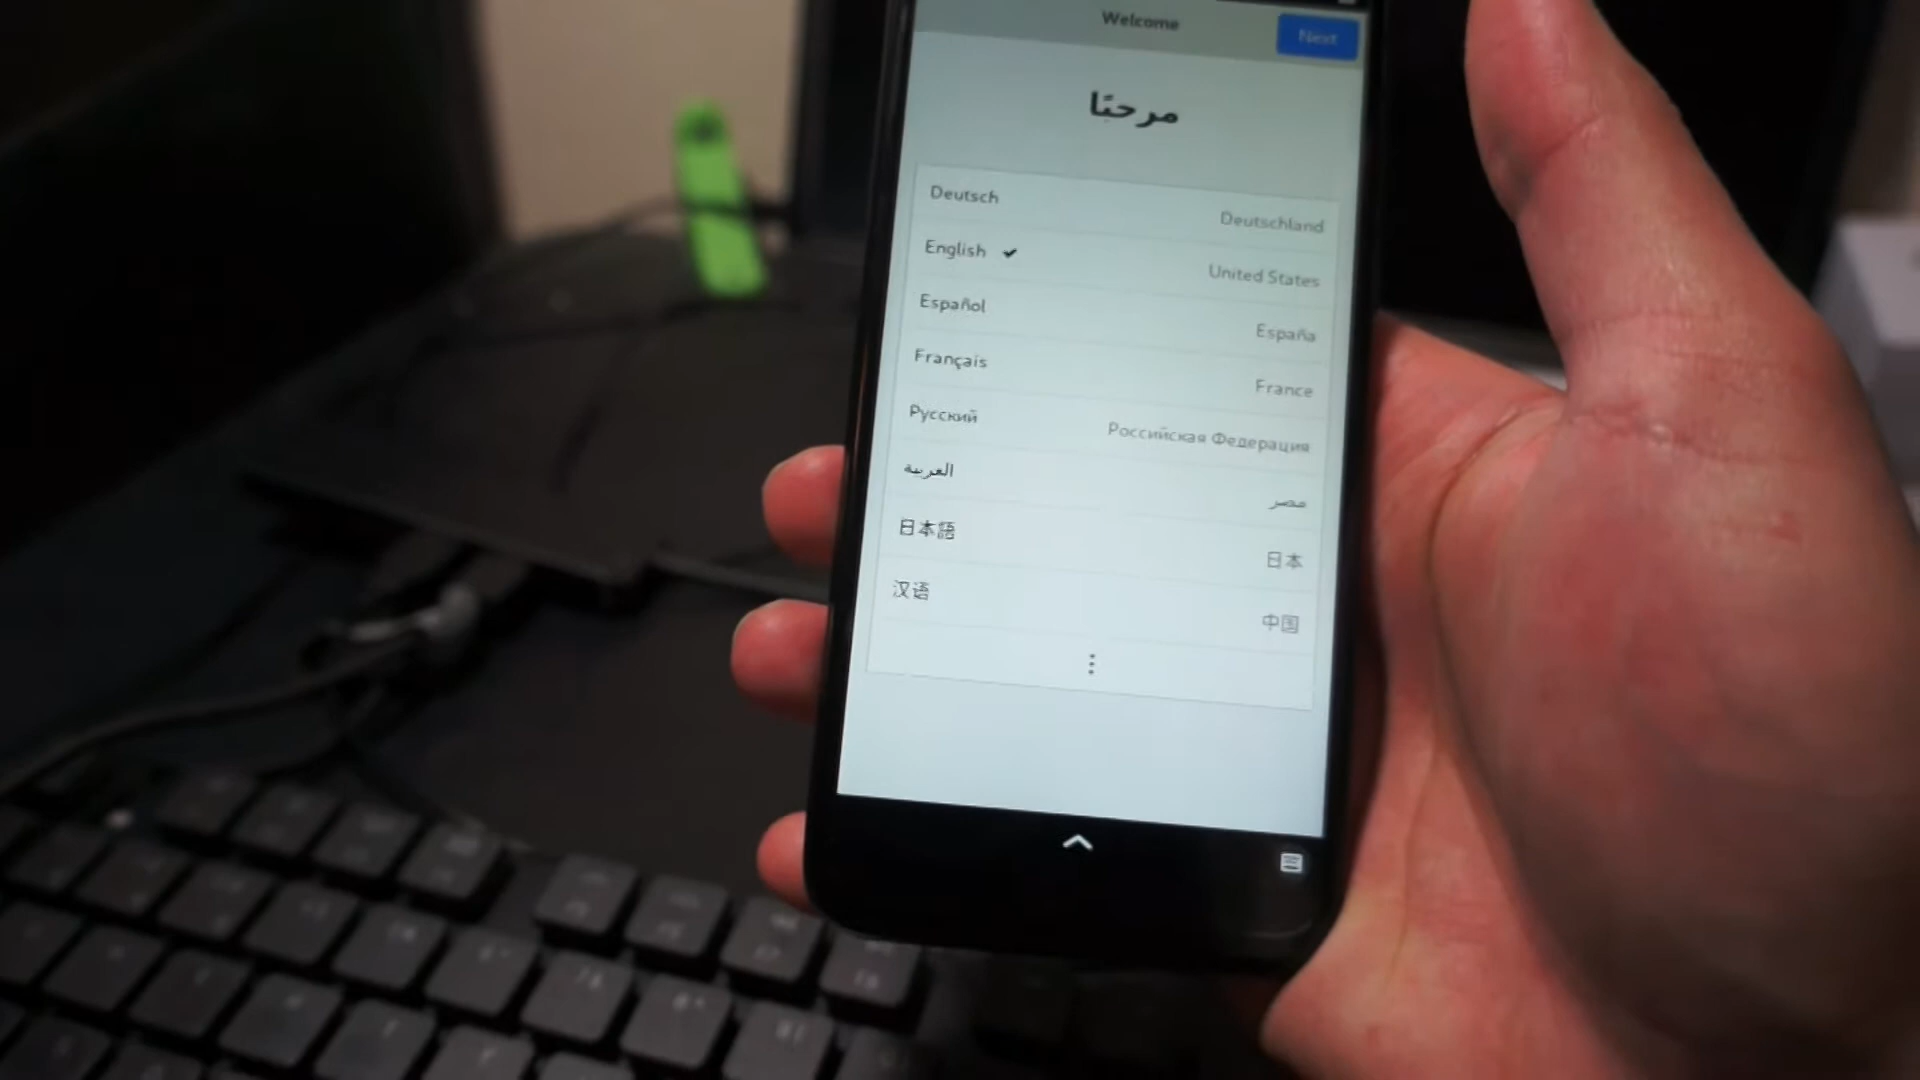 Welcome
Next
مرحبًا
Deutsch Deutschland
English ✔ United States
Español España
Français France
Русский Российская Федерация
العربية مصر
日本語 日本
汉语 中国